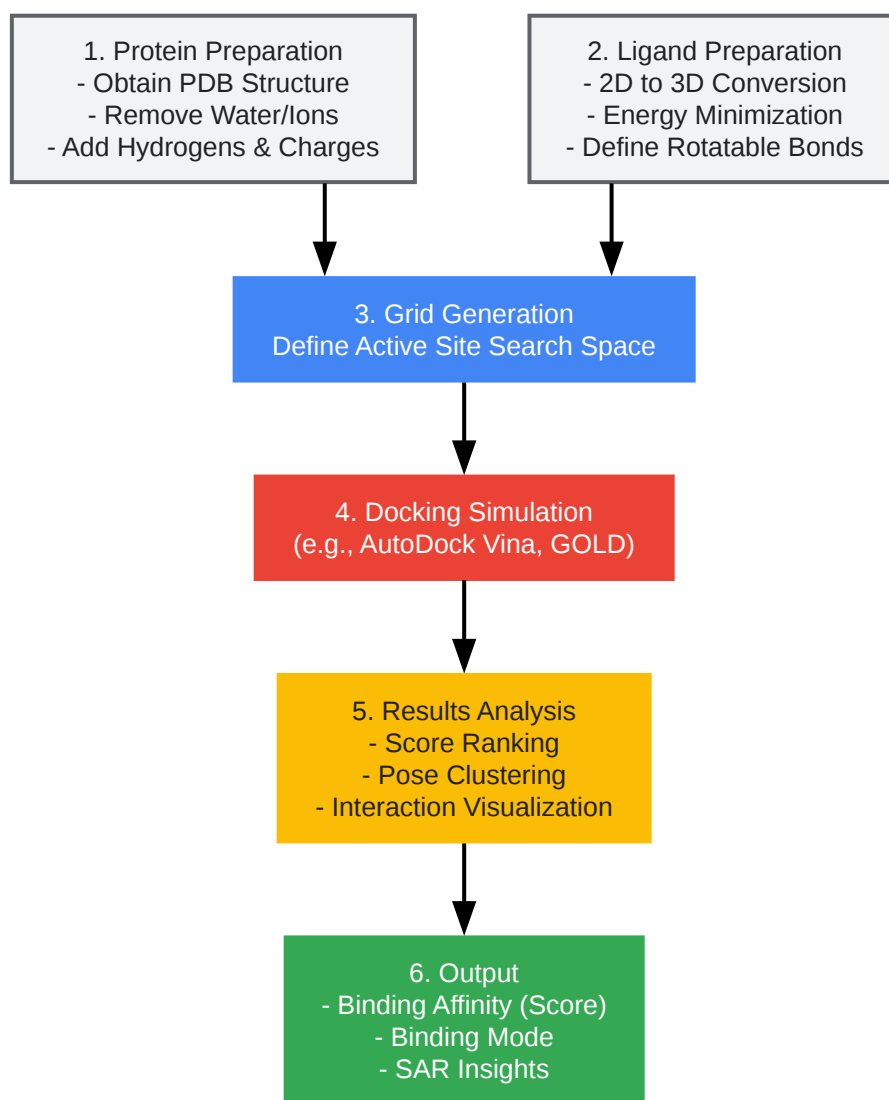 1. Protein Preparation
- Obtain PDB Structure
- Remove Water/Ions
- Add Hydrogens & Charges
2. Ligand Preparation
- 2D to 3D Conversion
- Energy Minimization
- Define Rotatable Bonds
3. Grid Generation
Define Active Site Search Space
4. Docking Simulation
(e.g., AutoDock Vina, GOLD)
5. Results Analysis
- Score Ranking
- Pose Clustering
- Interaction Visualization
6. Output
- Binding Affinity (Score)
- Binding Mode
- SAR Insights